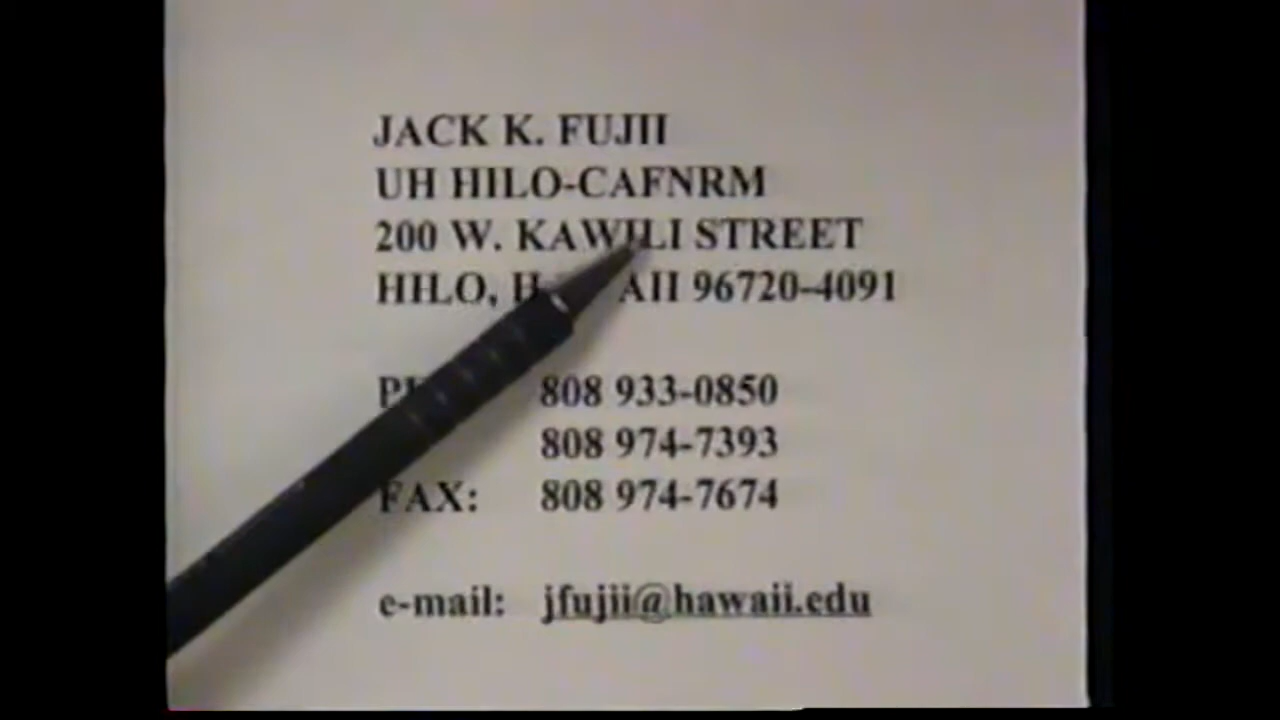 JACK K. FUJII
UH HILO-CAFNRM
200 W. KAWILI STREET
HILO, 96720-4091
808 933-0850
808 974-7393
FAX: 808 974-7674
e-mail: jfujii@hawaii.edu